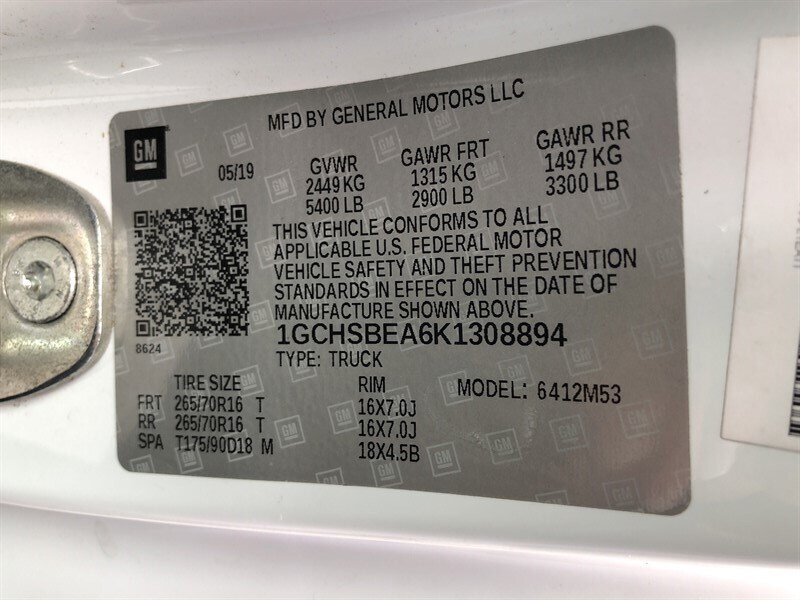 MFD BY GENERAL MOTORS LLC
GM
05/19 GVWR GAWR FRT GAWR RR
2449 KG 1315 KG 1497 KG
5400 LB 2900 LB 3300 LB
THIS VEHICLE CONFORMS TO ALL
APPLICABLE U.S. FEDERAL MOTOR
VEHICLE SAFETY AND THEFT PREVENTION
STANDARDS IN EFFECT ON THE DATE OF
MANUFACTURE SHOWN ABOVE.
8624
1GCHSBEA6K1308894
TYPE: TRUCK
TIRE SIZE RIM MODEL: 6412M53
FRT 265/70R16 T 16X7.0J
RR 265/70R16 T 16X7.0J
SPA T175/90D18 M 18X4.5B